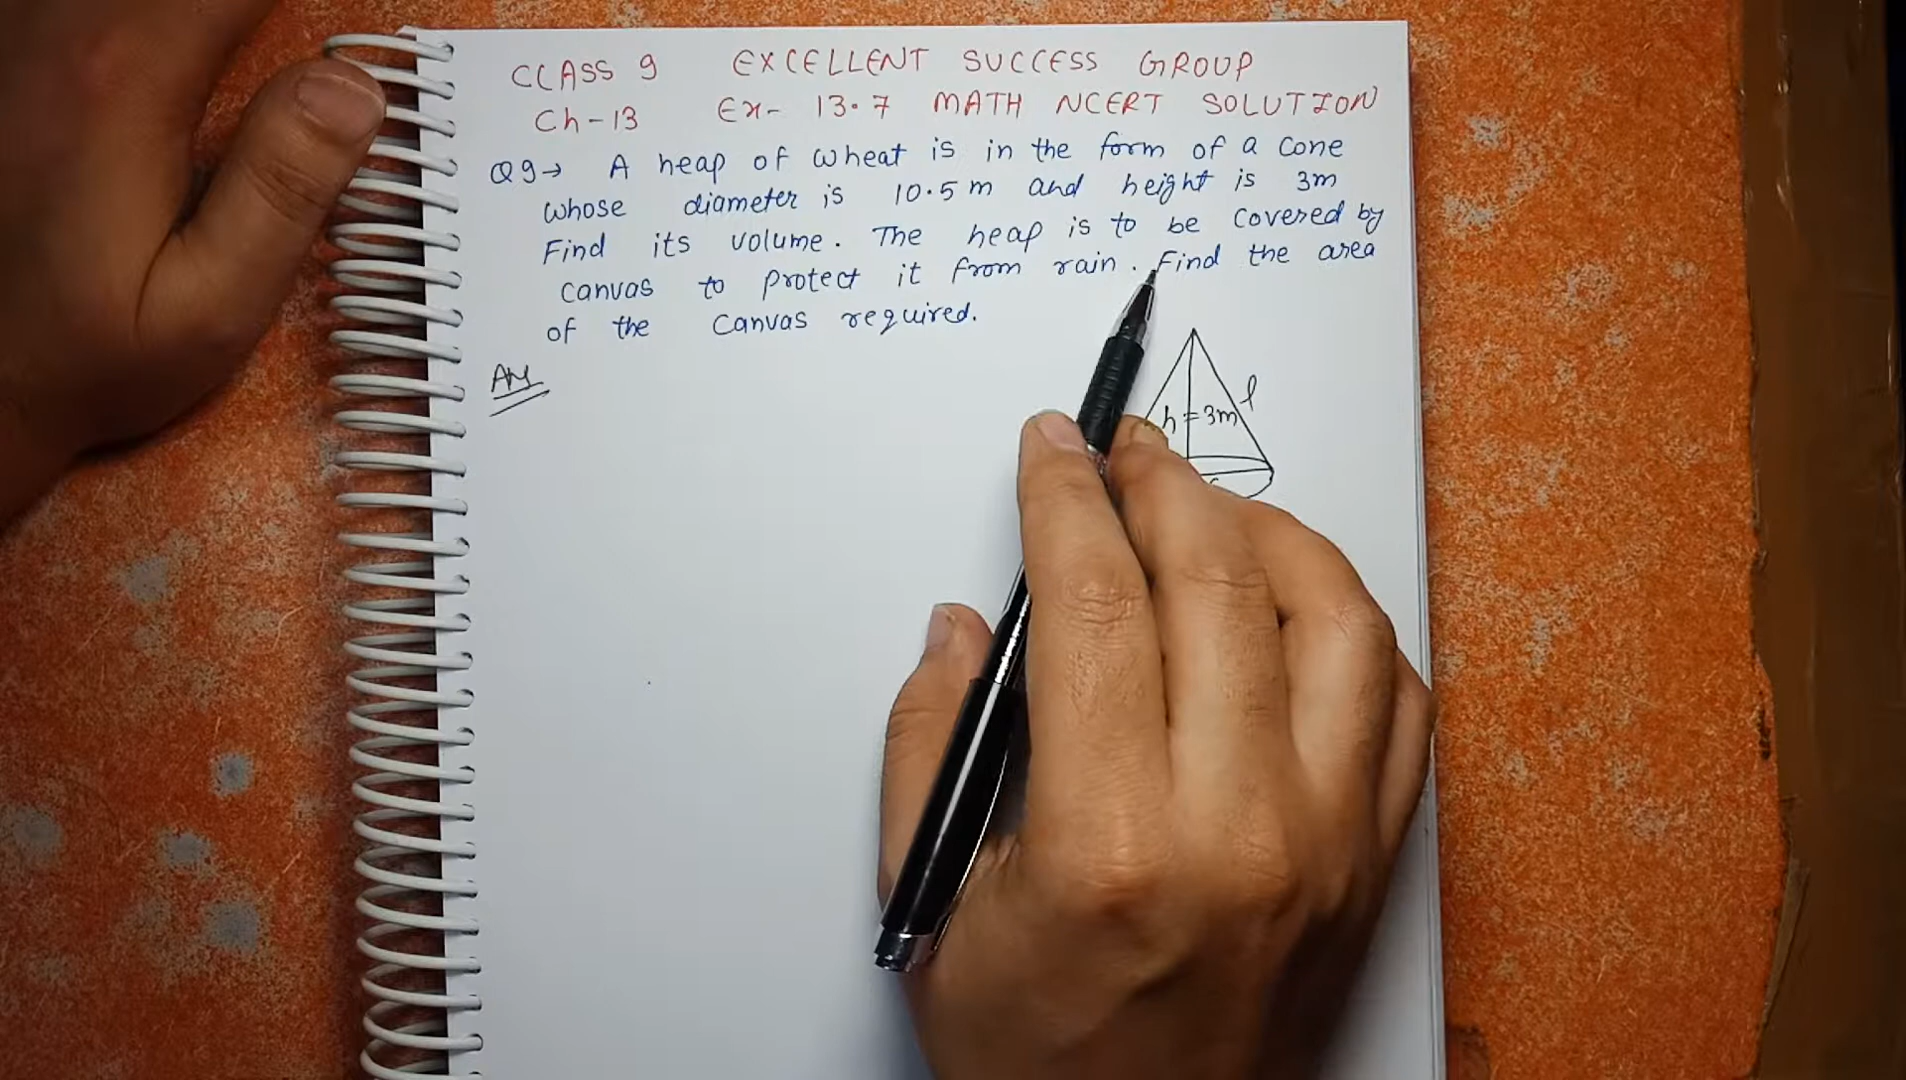 CLASS 9 EXCELLENT SUCCESS GROUP
Ch-13 Ex- 13.7 MATH NCERT SOLUTION
Q9→ A heap of wheat is in the form of a cone
whose diameter is 10.5m and height is 3m
Find its volume. The heap is to be covered by
canvas to protect it from rain. Find the area
of the canvas required.
Ans
l
h=3m